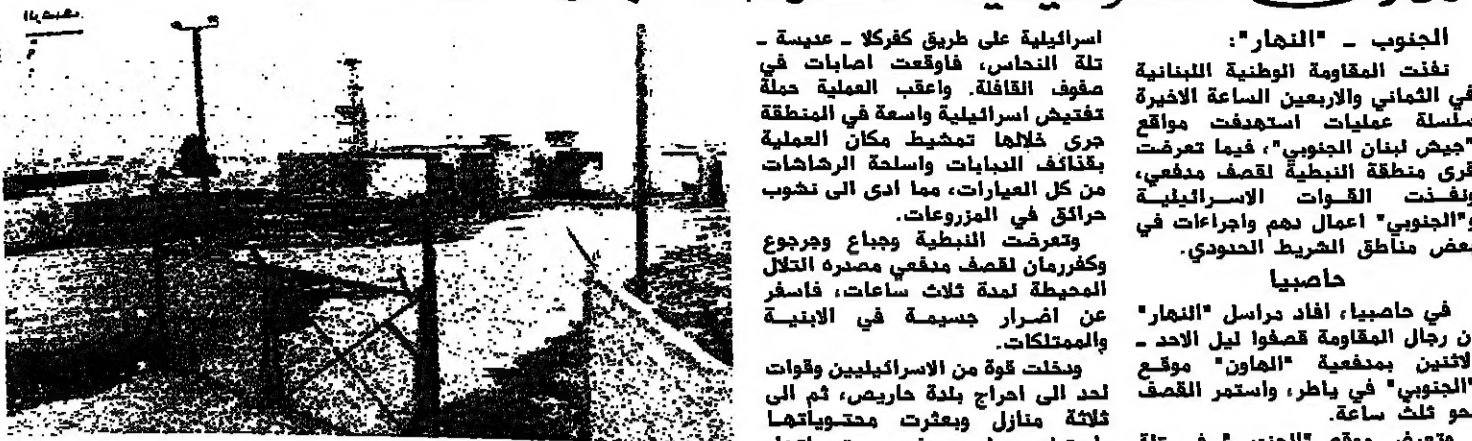 الجنوب - "النهار":
نفذت المقاومة الوطنية اللبنانية
في الثماني والاربعين الساعة الاخيرة
سلسلة عمليات استهدفت مواقع
"جيش لبنان الجنوبي"، فيما تعرضت
قرى منطقة النبطية لقصف مدفعي،
ونفذت القوات الاسرائيلية
و"الجنوبي" اعمال دهم واجراءات في
بعض مناطق الشريط الحدودي.
حاصبيا
في حاصبيا، افاد مراسل "النهار"
ان رجال المقاومة قصفوا ليل الاحد -
الاثنين بمدفعية "الهاون" موقع
"الجنوبي" في ياطر، واستمر القصف
نحو ثلث ساعة.
وتعرض موقع "الجنوبي" في تلة
اسرائيلية على طريق كفركلا - عديسة -
تلة النحاس، فاوقعت اصابات في
صفوف القافلة. واعقب العملية حملة
تفتيش اسرائيلية واسعة في المنطقة
جرى خلالها تمشيط مكان العملية
بقذائف الدبابات واسلحة الرشاشات
من كل العيارات، مما ادى الى نشوب
حرائق في المزروعات.
وتعرضت النبطية وجباع وجرجوع
وكفررمان لقصف مدفعي مصدره التلال
المحيطة لمدة ثلاث ساعات، فاسفر
عن اضرار جسيمة في الابنية
والممتلكات.
ودخلت قوة من الاسرائيليين وقوات
لحد الى احراج بلدة حاريص، ثم الى
ثلاثة منازل وبعثرت محتوياتها